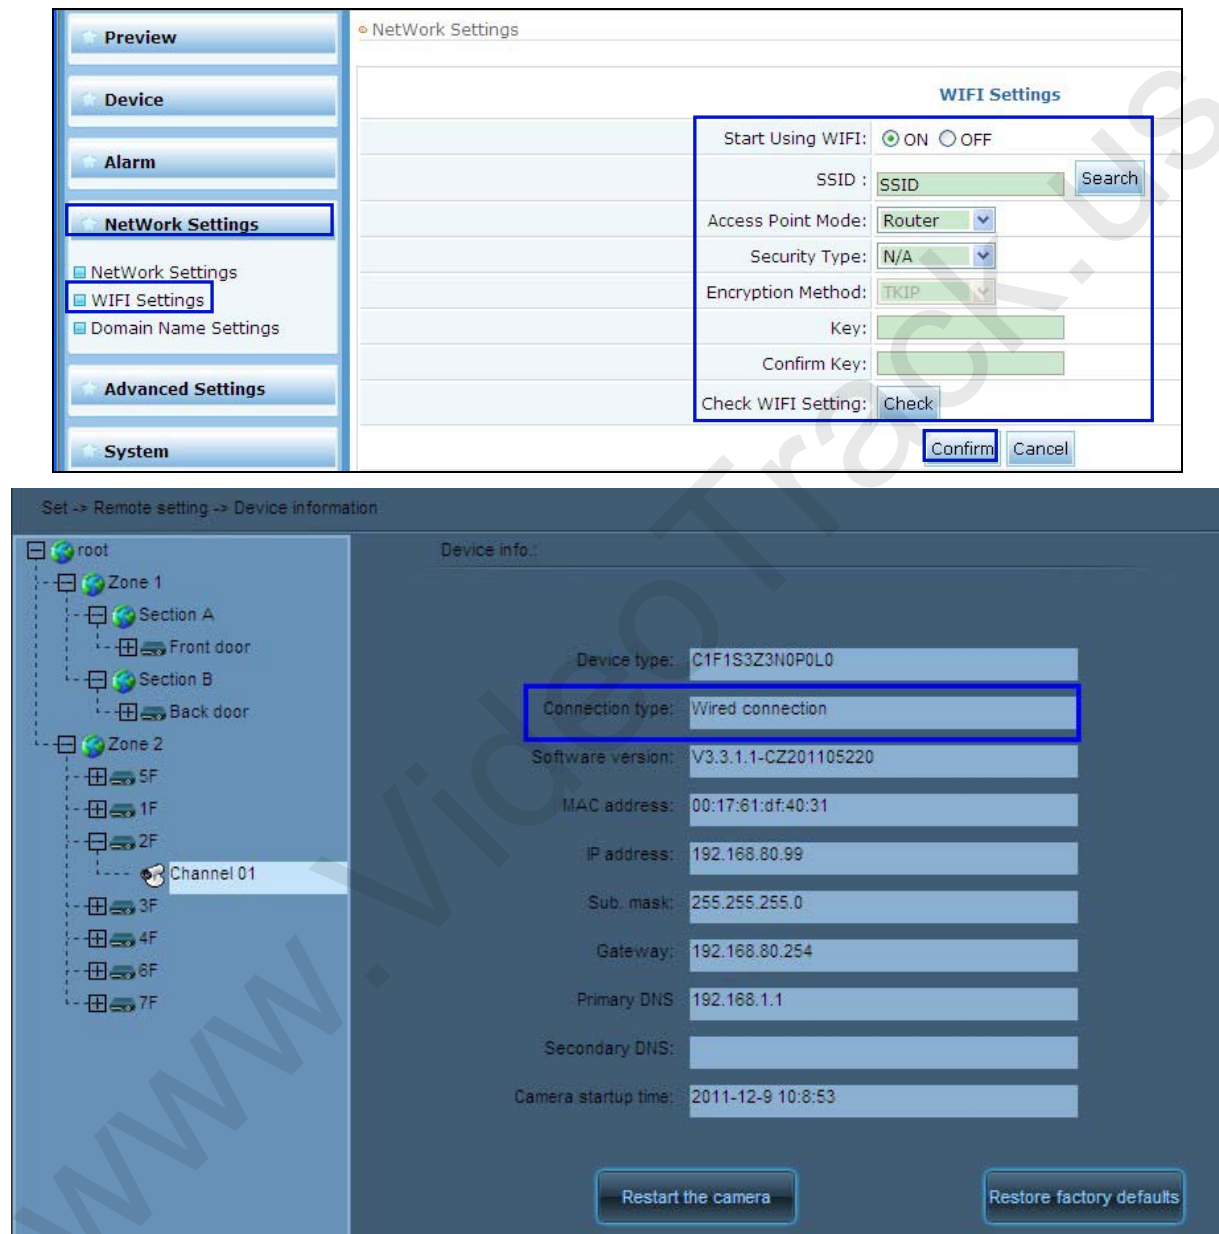 Preview
NetWork Settings
Device
WIFI Settings
Alarm
Start Using WIFI: ON OFF
SSID : SSID Search
NetWork Settings
Access Point Mode: Router
Security Type: N/A
NetWork Settings
Encryption Method: TKIP
WIFI Settings
Key:
Domain Name Settings
Confirm Key:
Advanced Settings
Check WIFI Setting: Check
System
Confirm Cancel
Set -> Remote setting -> Device information
root
Zone 1
Section A
Front door
Section B
Back door
Zone 2
5F
1F
2F
Channel 01
3F
4F
6F
7F
Device info.:
Device type: C1F1S3Z3N0P0L0
Connection type: Wired connection
Software version: V3.3.1.1-CZ201105220
MAC address: 00:17:61:df:40:31
IP address: 192.168.80.99
Sub. mask: 255.255.255.0
Gateway: 192.168.80.254
Primary DNS 192.168.1.1
Secondary DNS:
Camera startup time: 2011-12-9 10:8:53
Restart the camera
Restore factory defaults
www.VideoTrack.us